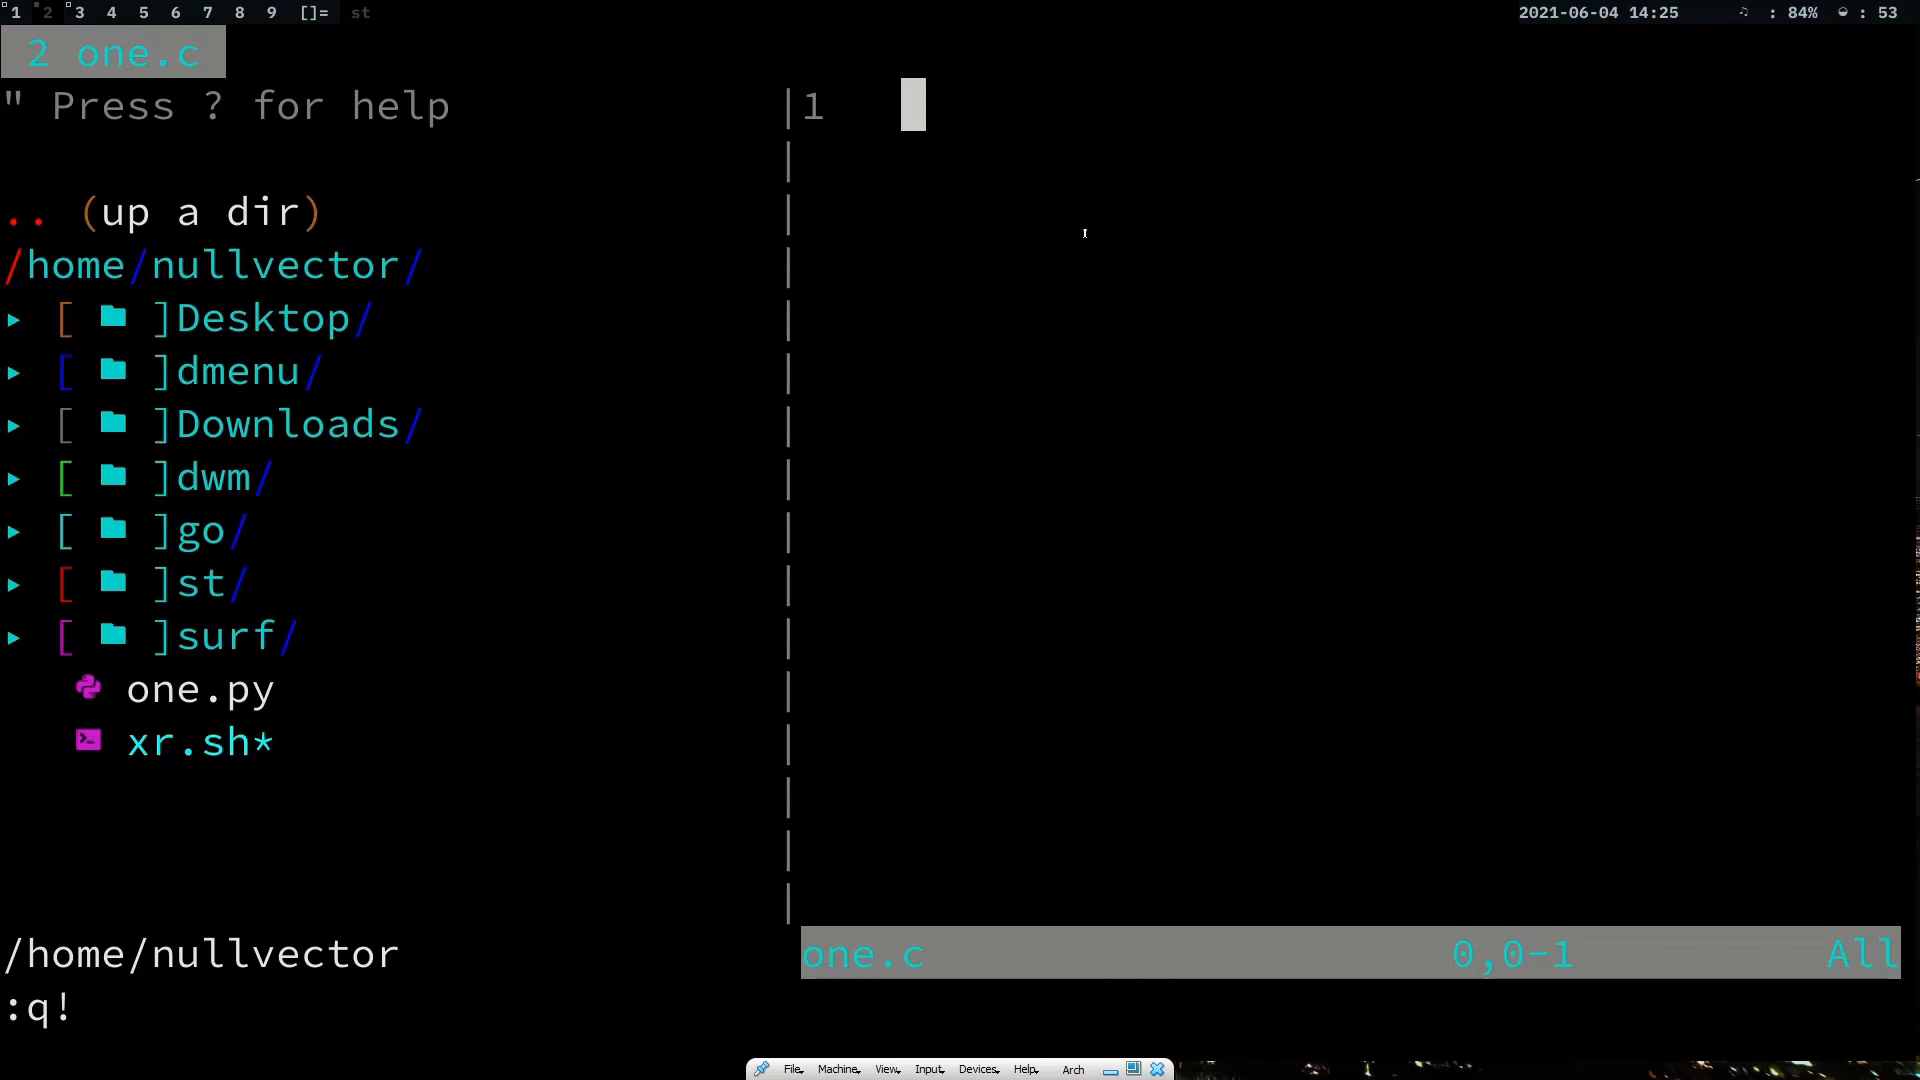 1 2 3 4 5 6 7 8 9 []= st
2021-06-04 14:25 ♫ : 84% : 53
2 one.c
" Press ? for help
1
.. (up a dir)
/home/nullvector/
▸ [ ]Desktop/
▸ [ ]dmenu/
▸ [ ]Downloads/
▸ [ ]dwm/
▸ [ ]go/
▸ [ ]st/
▸ [ ]surf/
one.py
xr.sh*
/home/nullvector
one.c 0,0-1 All
:q!
File Machine View Input Devices Help Arch